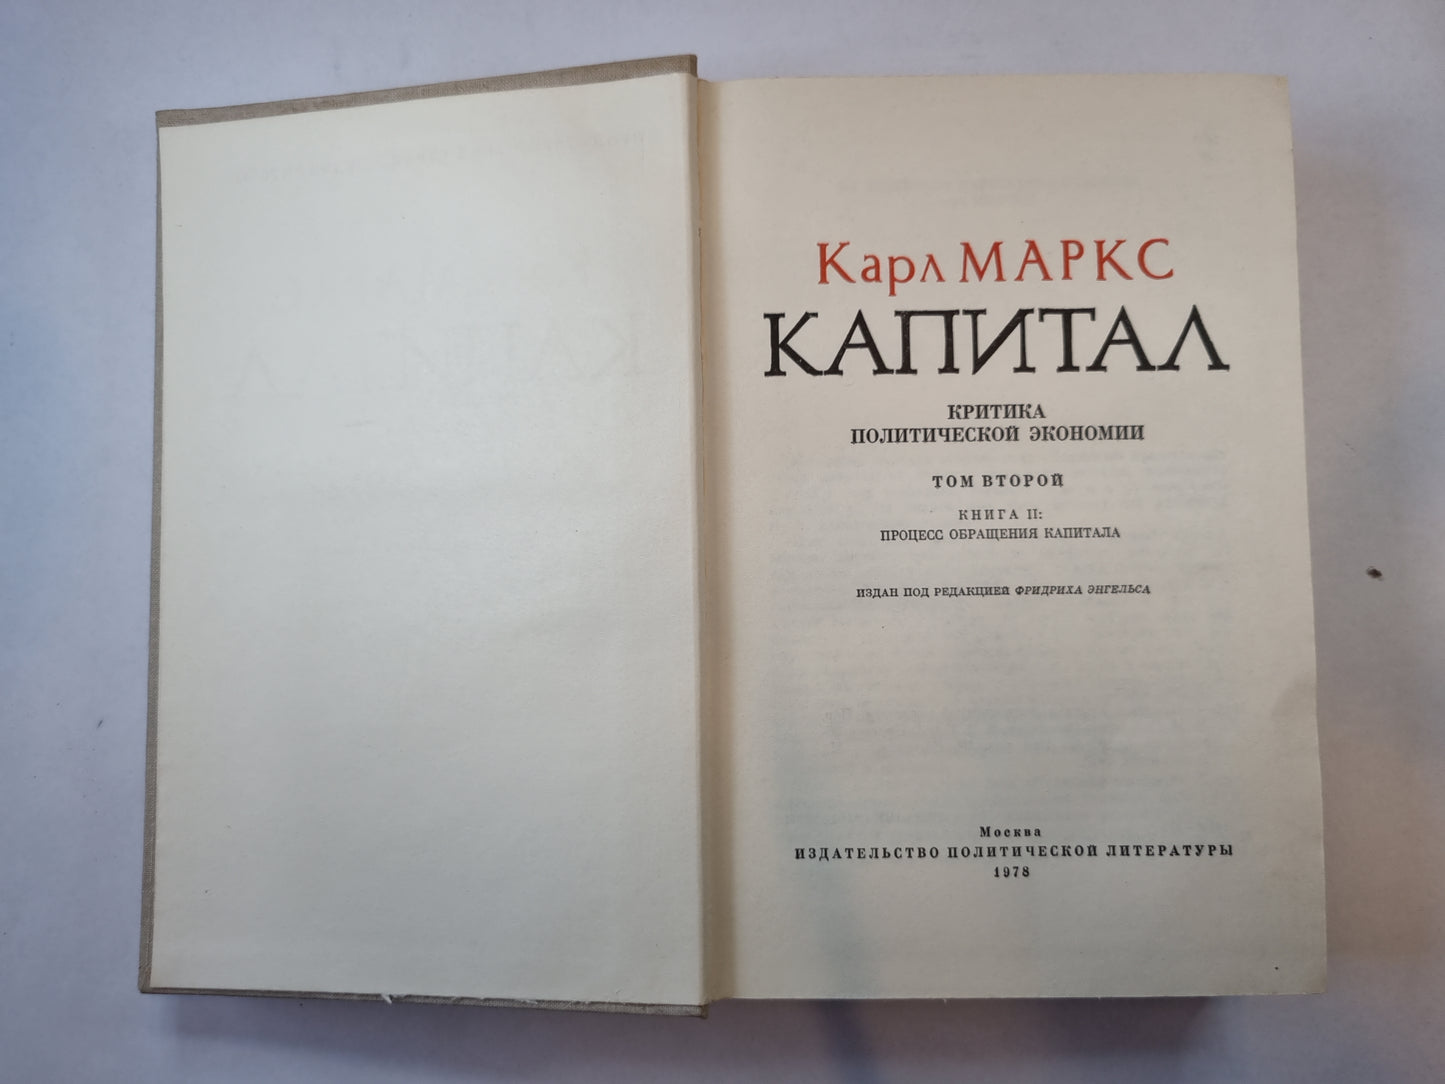 Карл МАРКС
КАПИТАЛ
КРИТИКА
ПОЛИТИЧЕСКОЙ ЭКОНОМИИ
ТОМ ВТОРОЙ
КНИГА II:
ПРОЦЕСС ОБРАЩЕНИЯ КАПИТАЛА
ИЗДАН ПОД РЕДАКЦИЕЙ ФРИДРИХА ЭНГЕЛЬСА
Москва
ИЗДАТЕЛЬСТВО ПОЛИТИЧЕСКОЙ ЛИТЕРАТУРЫ
1978